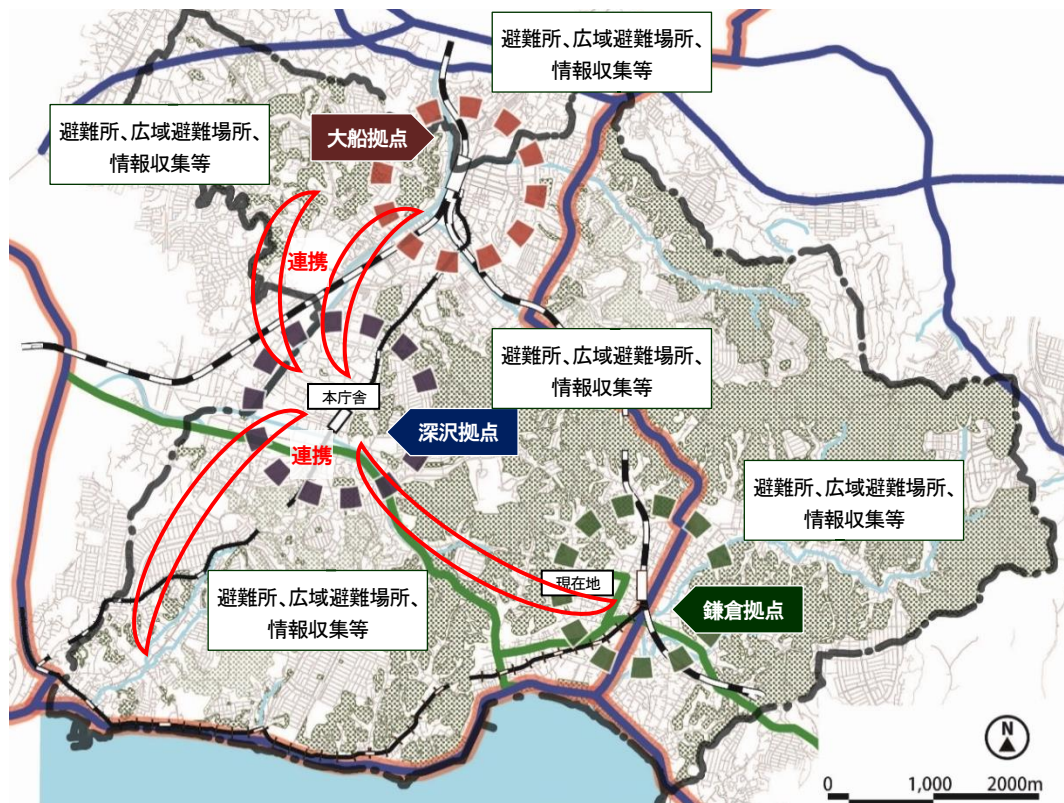 避難所、広域避難場所、
情報収集等
避難所、広域避難場所、
情報収集等
大船拠点
連携
避難所、広域避難場所、
情報収集等
本庁舎
深沢拠点
連携
避難所、広域避難場所、
情報収集等
現在地
避難所、広域避難場所、
情報収集等
鎌倉拠点
N
0 1,000 2000m